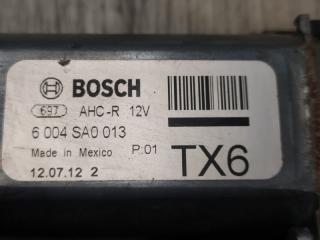 BOSCH
697 AHC-R 12V
6 004 SA0 013
Made in Mexico P:01
12.07.12 2
TX6